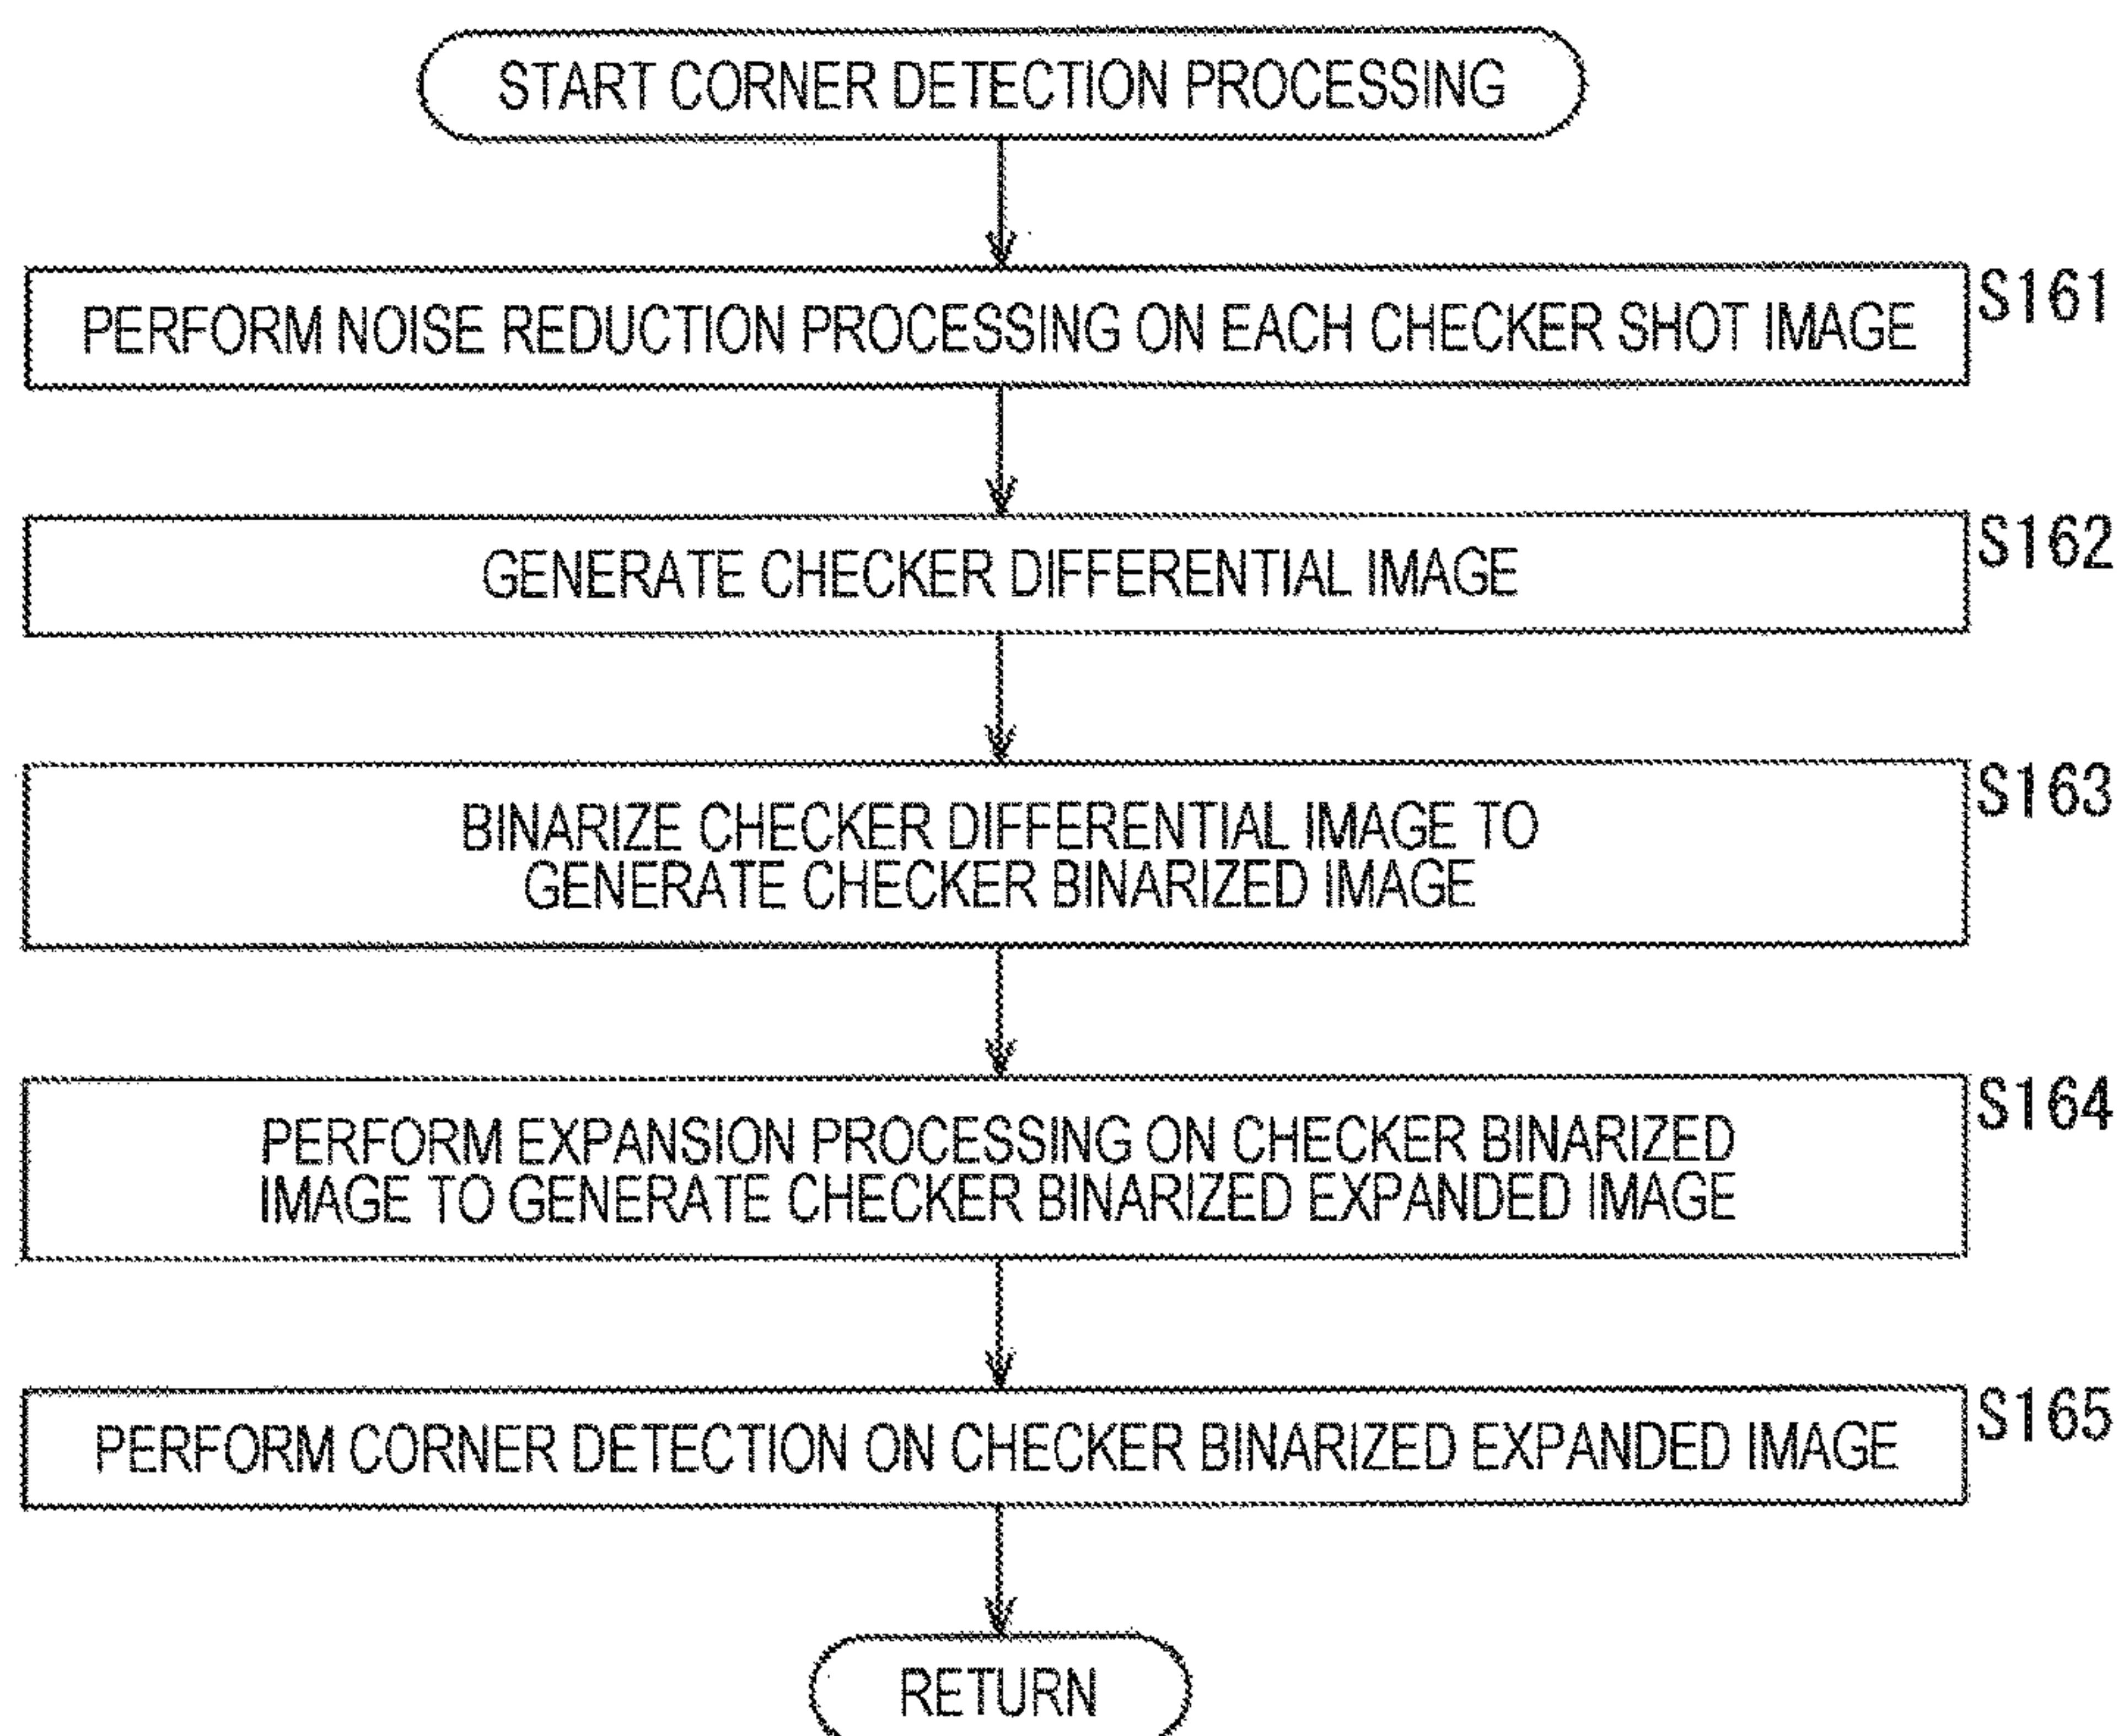 START CORNER DETECTION PROCESSING
PERFORM NOISE REDUCTION PROCESSING ON EACH CHECKER SHOT IMAGE
S161
GENERATE CHECKER DIFFERENTIAL IMAGE
S162
BINARIZE CHECKER DIFFERENTIAL IMAGE TO
GENERATE CHECKER BINARIZED IMAGE
S163
PERFORM EXPANSION PROCESSING ON CHECKER BINARIZED
IMAGE TO GENERATE CHECKER BINARIZED EXPANDED IMAGE
S164
PERFORM CORNER DETECTION ON CHECKER BINARIZED EXPANDED IMAGE
S165
RETURN